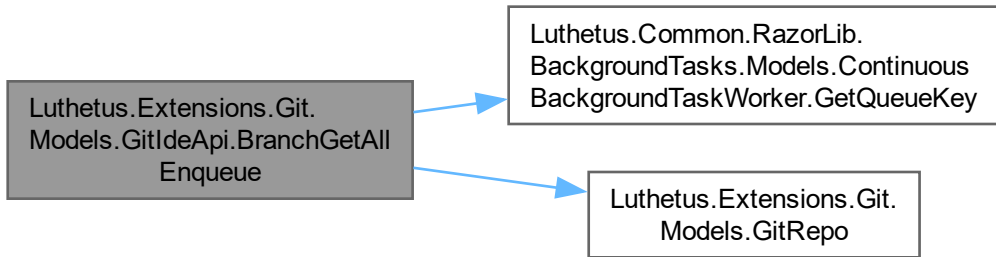 Luthetus.Extensions.Git.
Models.GitIdeApi.BranchGetAll
Enqueue
Luthetus.Common.RazorLib.
BackgroundTasks.Models.Continuous
BackgroundTaskWorker.GetQueueKey
Luthetus.Extensions.Git.
Models.GitRepo